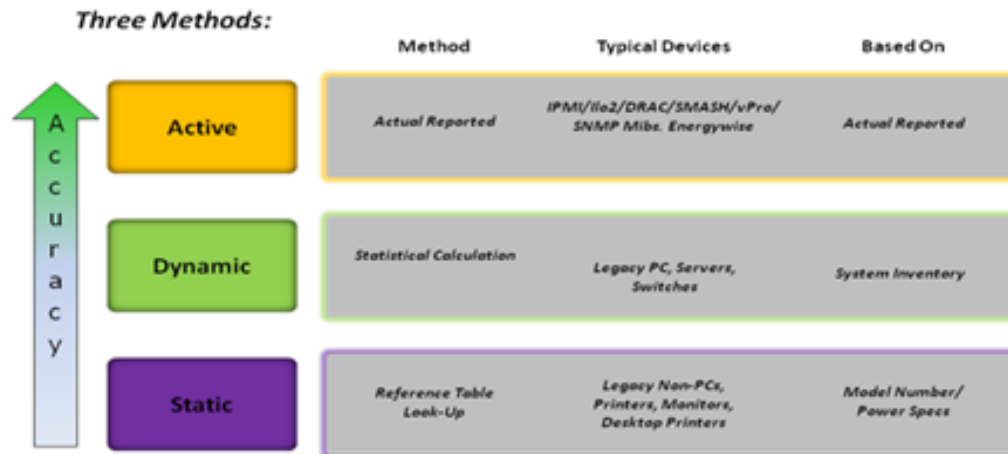 Three Methods:
Method Typical Devices Based On
Accuracy
Active
Actual Reported
IPMI/Ilo2/DRAC/SMASH/vPro/
SNMP Mibs. Energywise
Actual Reported
Dynamic
Statistical Calculation
Legacy PC, Servers,
Switches
System Inventory
Static
Reference Table
Look-Up
Legacy Non-PCs,
Printers, Monitors,
Desktop Printers
Model Number/
Power Specs